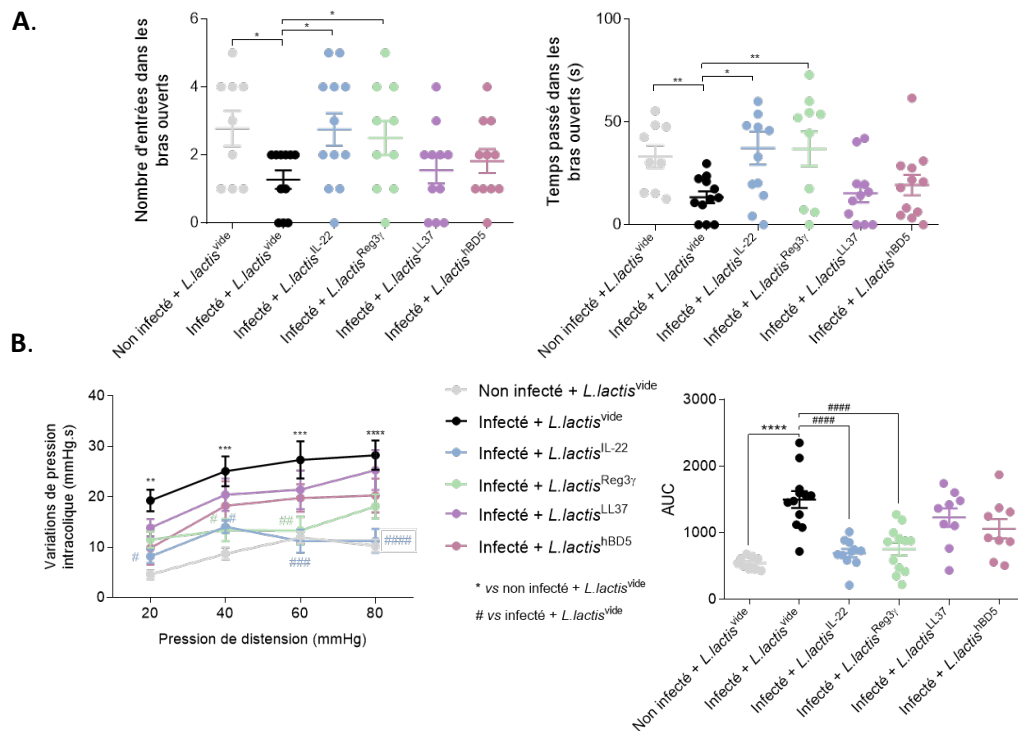 A.
Nombre d'entrées dans les
bras ouverts
6
4
2
0
*
*
*
Non infecté + L.lactis vide
Infecté + L.lactis vide
Infecté + L.lactis IL-22
Infecté + L.lactis Reg3γ
Infecté + L.lactis LL37
Infecté + L.lactis hBD5
Temps passé dans les
bras ouverts (s)
100
50
0
**
*
**
Non infecté + L.lactis vide
Infecté + L.lactis vide
Infecté + L.lactis IL-22
Infecté + L.lactis Reg3γ
Infecté + L.lactis LL37
Infecté + L.lactis hBD5
B.
Variations de pression
intracolique (mmHg.s)
40
30
20
10
0
**
***
***
****
#
#
#
##
###
####
20 40 60 80
Pression de distension (mmHg)
Non infecté + L.lactis vide
Infecté + L.lactis vide
Infecté + L.lactis IL-22
Infecté + L.lactis Reg3γ
Infecté + L.lactis LL37
Infecté + L.lactis hBD5
* vs non infecté + L.lactis vide
# vs infecté + L.lactis vide
AUC
3000
2000
1000
0
****
####
####
Non infecté + L.lactis vide
Infecté + L.lactis vide
Infecté + L.lactis IL-22
Infecté + L.lactis Reg3γ
Infecté + L.lactis LL37
Infecté + L.lactis hBD5